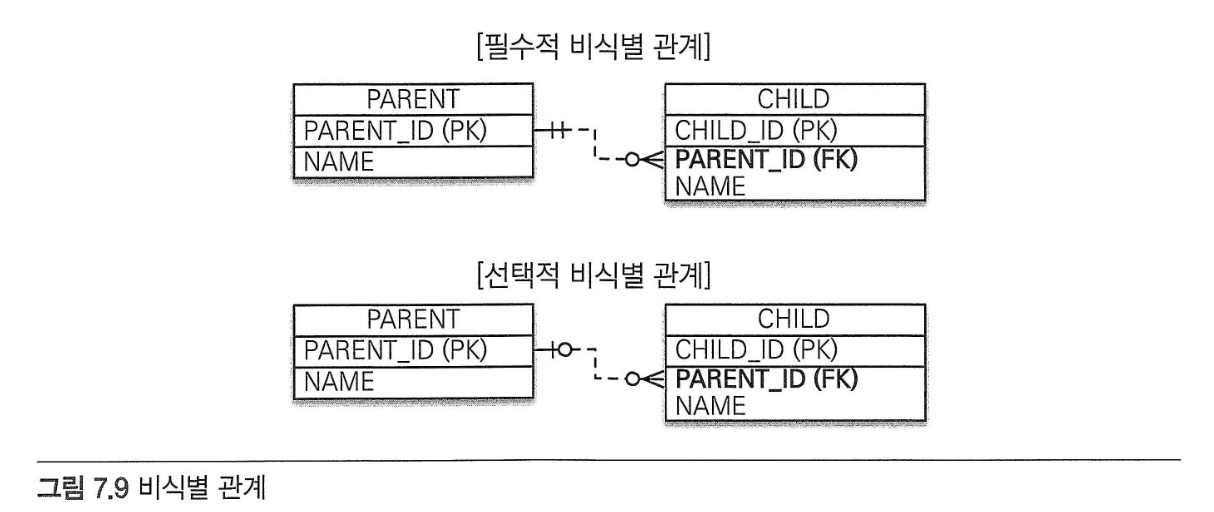 [필수적 비식별 관계]
PARENT
PARENT_ID (PK)
NAME
CHILD
CHILD_ID (PK)
PARENT_ID (FK)
NAME
[선택적 비식별 관계]
PARENT
PARENT_ID (PK)
NAME
CHILD
CHILD_ID (PK)
PARENT_ID (FK)
NAME
그림 7.9 비식별 관계